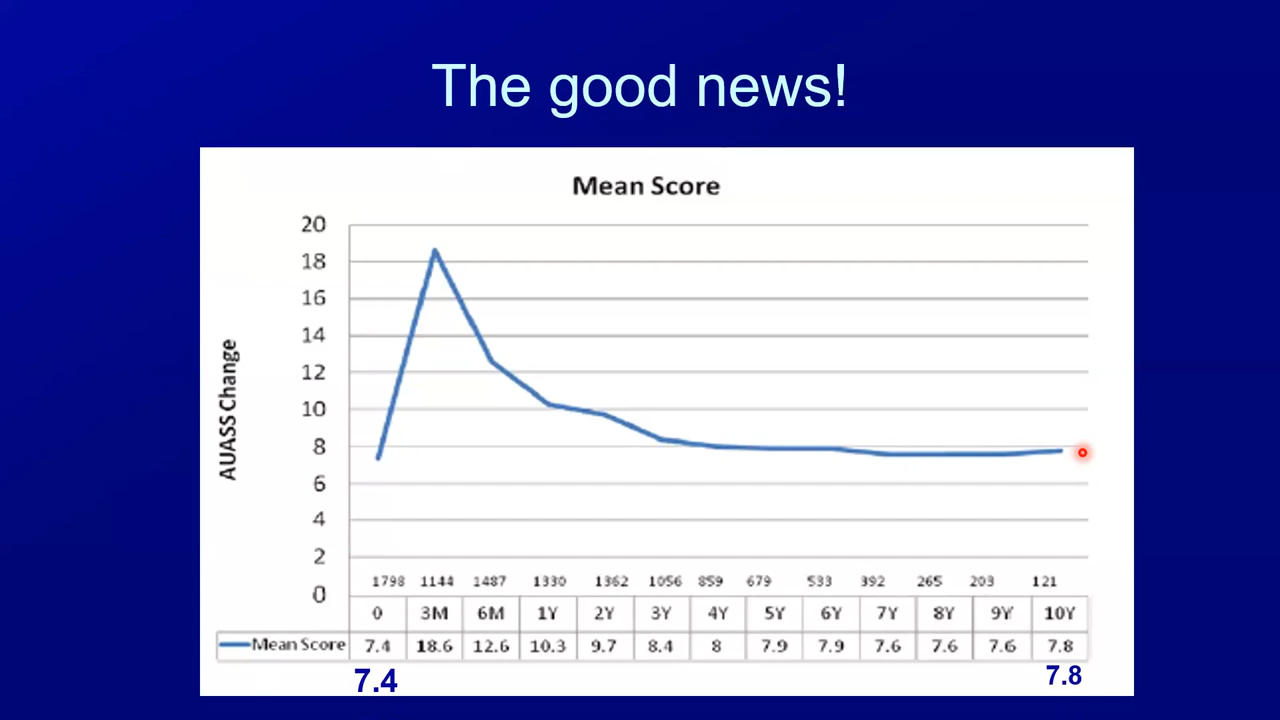 The good news!
Mean Score
AUASS Change
20
18
16
14
12
10
8
6
4
2
0
1798 1144 1487 1330 1362 1056 859 679 533 392 265 203 121
0 3M 6M 1Y 2Y 3Y 4Y 5Y 6Y 7Y 8Y 9Y 10Y
Mean Score 7.4 18.6 12.6 10.3 9.7 8.4 8 7.9 7.9 7.6 7.6 7.6 7.8
7.4 7.8